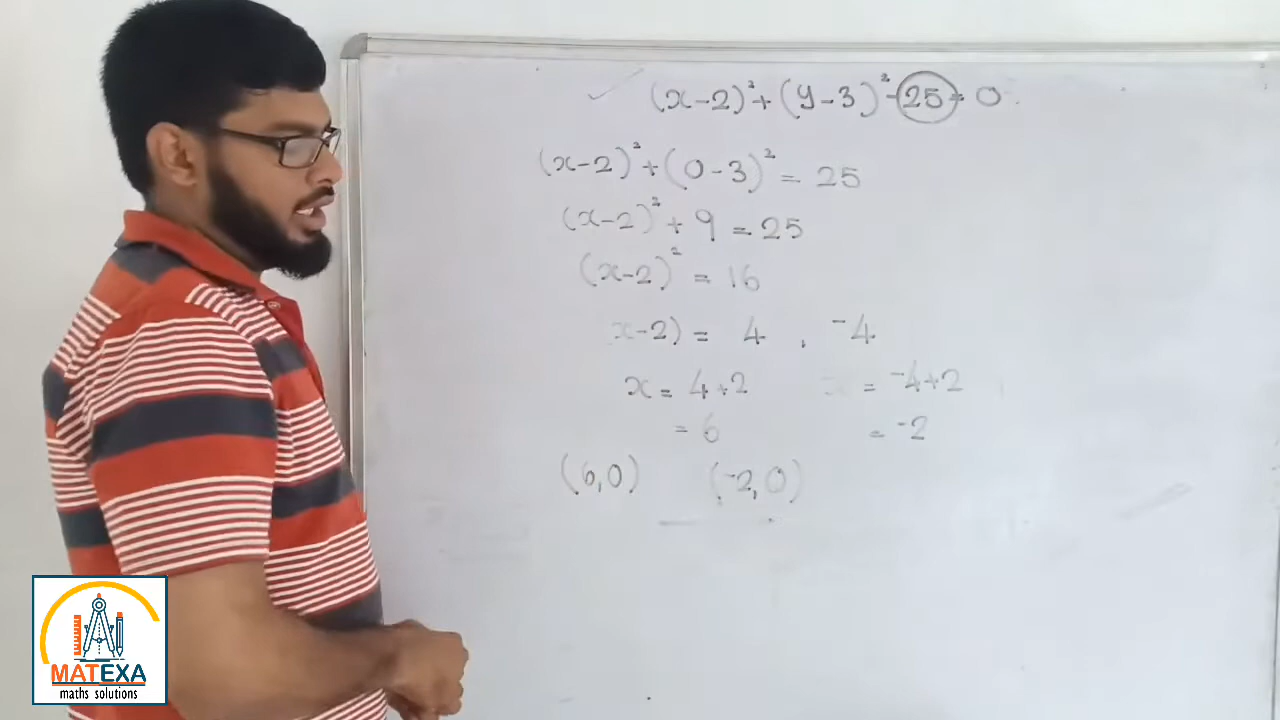 (x-2)² + (y-3)² - 25 = 0
(x-2)² + (0-3)² = 25
(x-2)² + 9 = 25
(x-2)² = 16
x-2) = 4 , -4
x = 4+2 x = -4+2
= 6 = -2
(6,0) (-2,0)
MATEXA
maths solutions